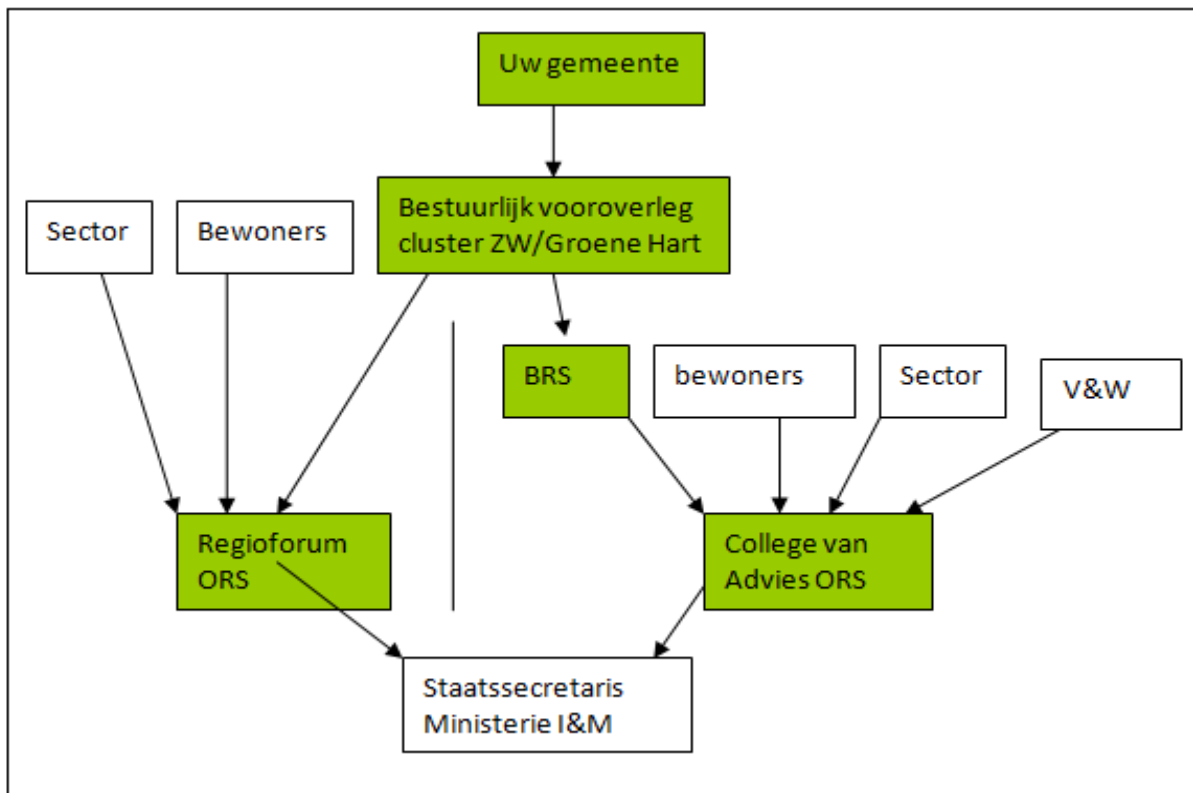 Uw gemeente
Bestuurlijk vooroverleg
cluster ZW/Groene Hart
Sector
Bewoners
BRS
bewoners
Sector
V&W
Regioforum
ORS
College van
Advies ORS
Staatssecretaris
Ministerie I&M